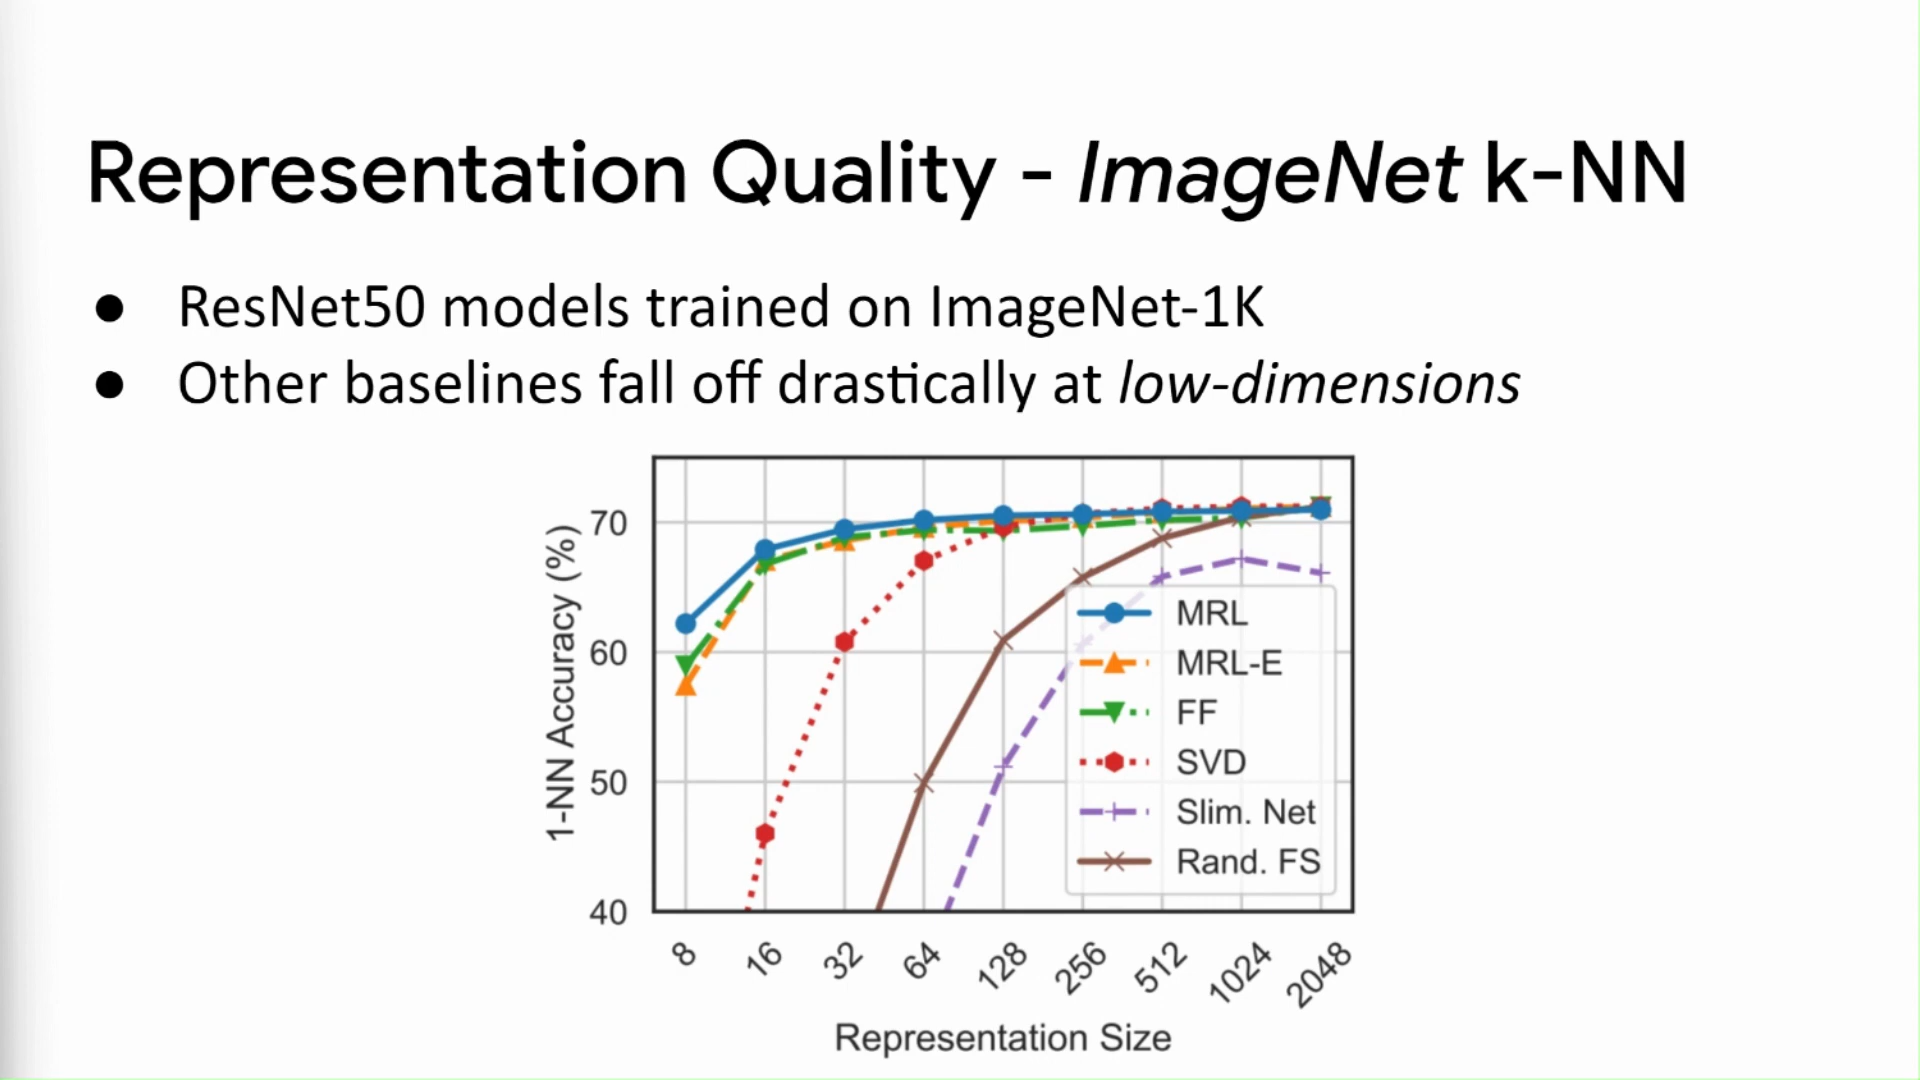 Representation Quality - ImageNet k-NN
● ResNet50 models trained on ImageNet-1K
● Other baselines fall off drastically at low-dimensions
1-NN Accuracy (%)
70
60
50
40
MRL
MRL-E
FF
SVD
Slim. Net
Rand. FS
8 16 32 64 128 256 512 1024 2048
Representation Size